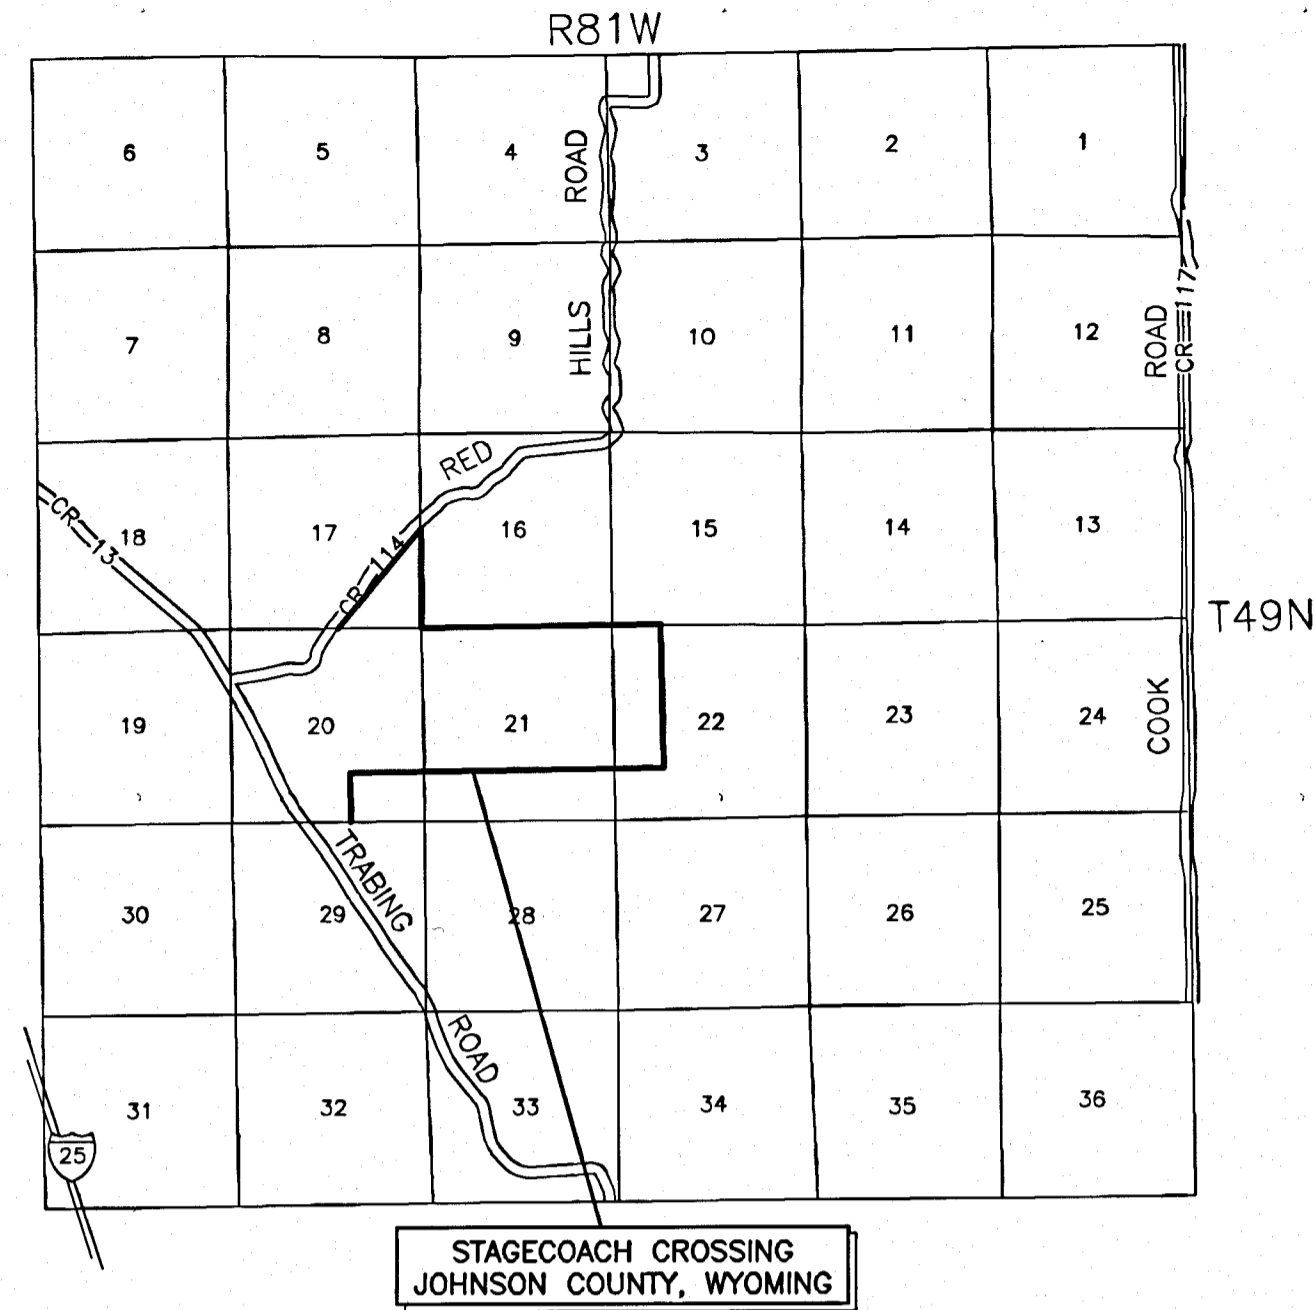 R81W
6 5 4 ROAD 3 2 1
7 8 9 HILLS 10 11 12 ROAD CR 117
RED
CR 13 18 17 CR 114 16 15 14 13
T49N
19 20 21 22 23 24 COOK
TRABING
30 29 28 27 26 25
ROAD
31 32 33 34 35 36
25
STAGECOACH CROSSING
JOHNSON COUNTY, WYOMING